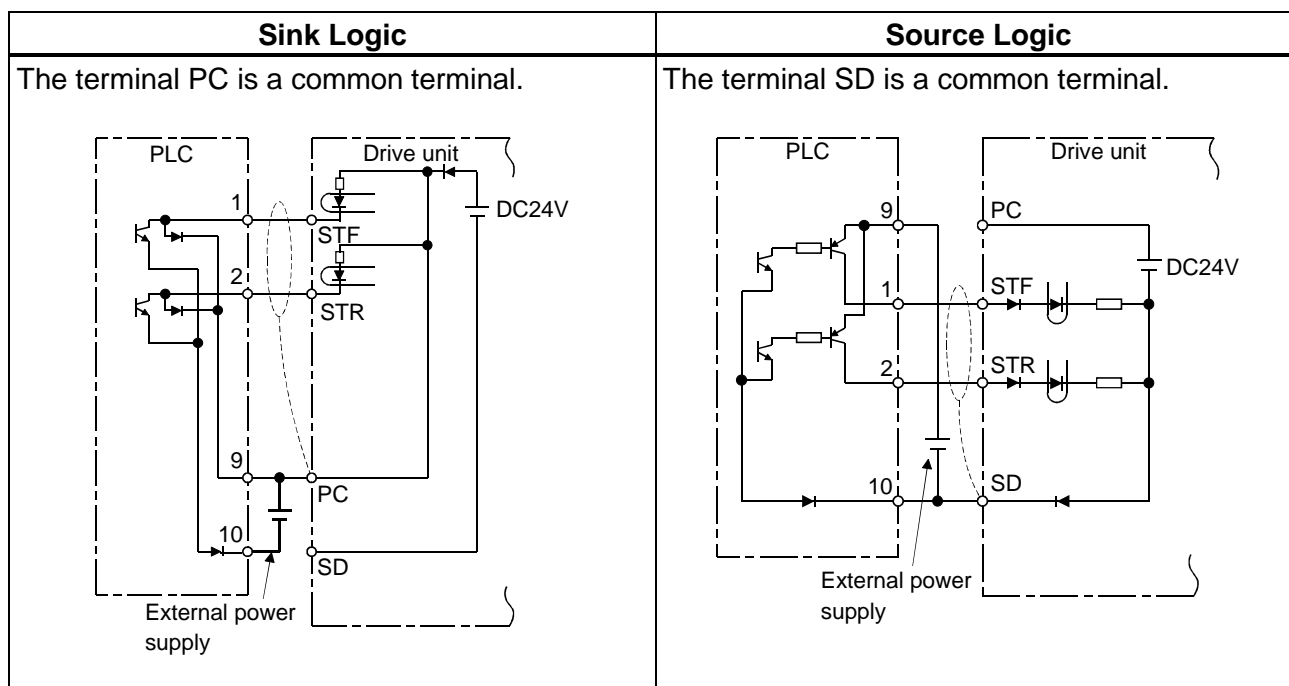 Sink Logic
Source Logic
The terminal PC is a common terminal.
PLC
Drive unit
1
STF
DC24V
2
STR
9
PC
10
SD
External power
supply
The terminal SD is a common terminal.
PLC
Drive unit
9
PC
DC24V
1
STF
2
STR
10
SD
External power
supply